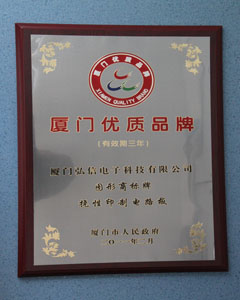 厦门优质品牌
XIAMEN QUALITY BRAND
厦门优质品牌
(有效期三年)
厦门弘信电子科技有限公司
图形商标牌
挠性印制电路板
厦门市人民政府